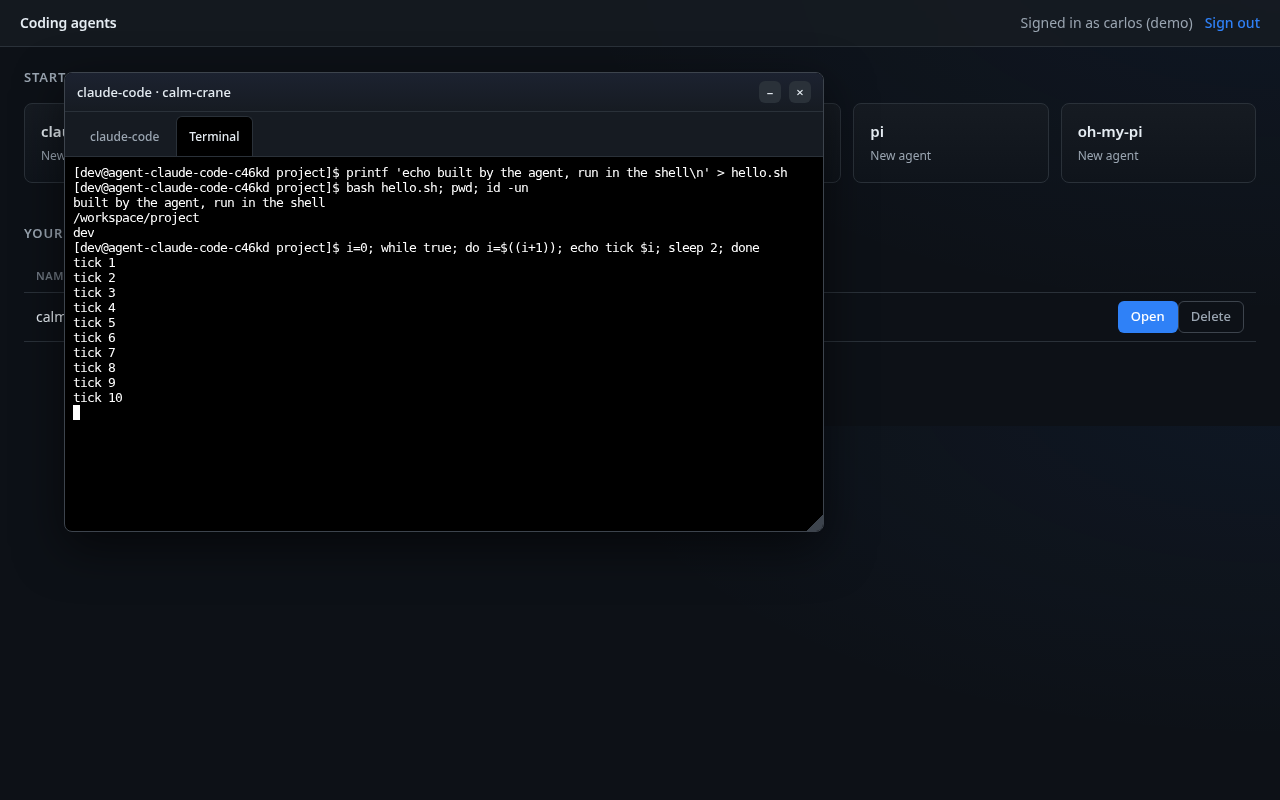 Coding agents
Signed in as carlos (demo) Sign out
START
claude-code · calm-crane
– ×
claude-code Terminal
pi
New agent
oh-my-pi
New agent
[dev@agent-claude-code-c46kd project]$ printf 'echo built by the agent, run in the shell\n' > hello.sh
[dev@agent-claude-code-c46kd project]$ bash hello.sh; pwd; id -un
built by the agent, run in the shell
/workspace/project
dev
[dev@agent-claude-code-c46kd project]$ i=0; while true; do i=$((i+1)); echo tick $i; sleep 2; done
tick 1
tick 2
tick 3
tick 4
tick 5
tick 6
tick 7
tick 8
tick 9
tick 10
YOUR
Open Delete